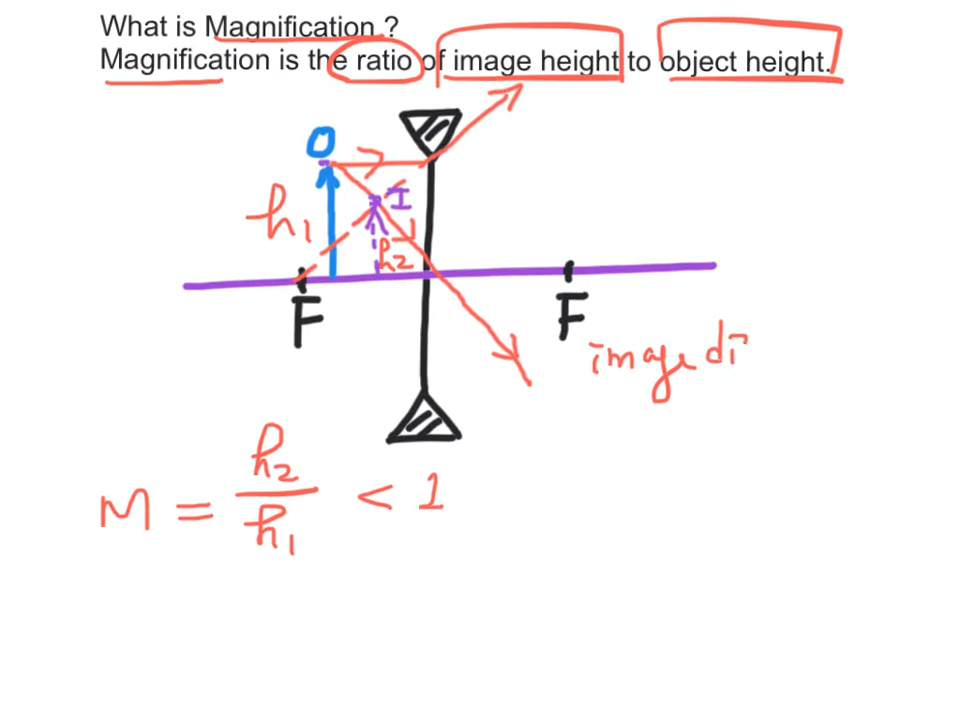 What is Magnification ?
Magnification is the ratio of image height to object height.
O
I
h1
h2
F
F
image di
M = h2/h1 < 1